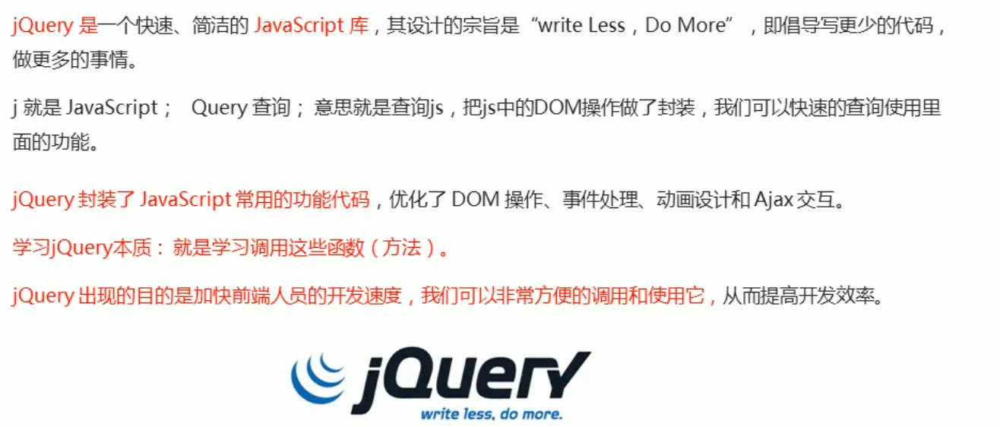 jQuery 是一个快速、简洁的 JavaScript 库，其设计的宗旨是“write Less，Do More”，即倡导写更少的代码，
做更多的事情。
j 就是 JavaScript； Query 查询；意思就是查询js，把js中的DOM操作做了封装，我们可以快速的查询使用里
面的功能。
jQuery 封装了 JavaScript 常用的功能代码，优化了 DOM 操作、事件处理、动画设计和 Ajax 交互。
学习jQuery本质：就是学习调用这些函数（方法）。
jQuery 出现的目的是加快前端人员的开发速度，我们可以非常方便的调用和使用它，从而提高开发效率。
jQuery
write less, do more.